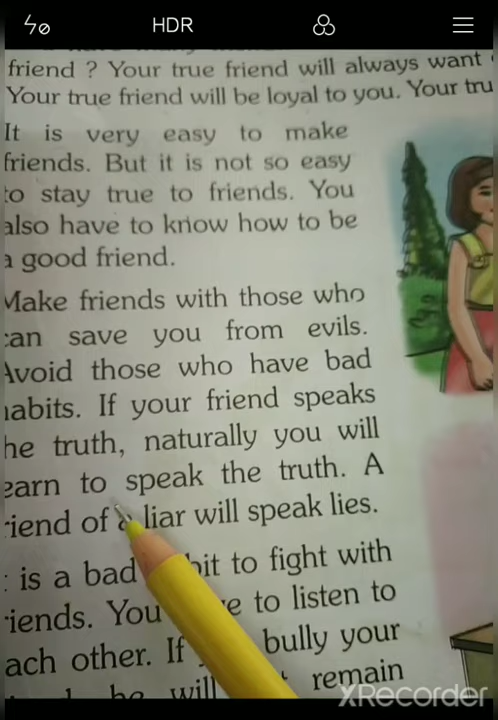 HDR
friend ? Your true friend will always want
Your true friend will be loyal to you. Your
It is very easy to make
friends. But it is not so easy
to stay true to friends. You
also have to know how to be
a good friend.
Make friends with those who
can save you from evils.
Avoid those who have bad
habits. If your friend speaks
the truth, naturally you will
learn to speak the truth. A
friend of a liar will speak lies.
is a bad to fight with
friends. You to listen to
each other. If bully your
will remain
XRecorder